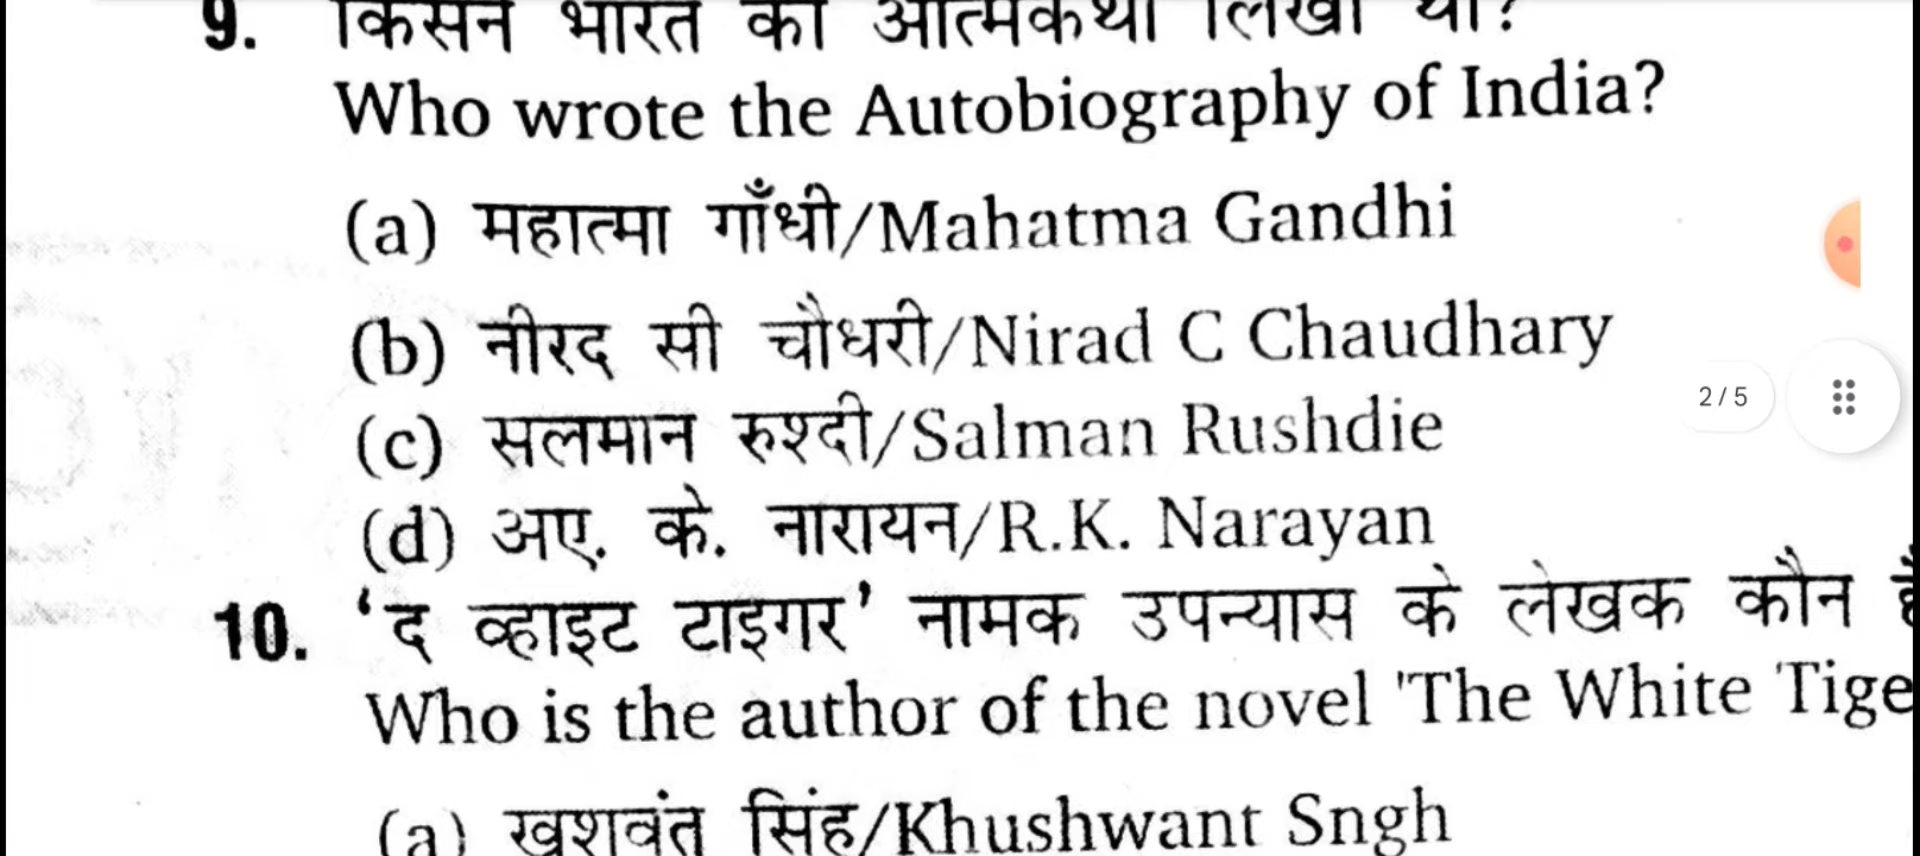 9. किसने भारत की आत्मकथा लिखी थी?
Who wrote the Autobiography of India?
(a) महात्मा गाँधी/Mahatma Gandhi
(b) नीरद सी चौधरी/Nirad C Chaudhary
(c) सलमान रुश्दी/Salman Rushdie
2 / 5
(d) अए. के. नारायन/R.K. Narayan
10. ‘द व्हाइट टाइगर’ नामक उपन्यास के लेखक कौन
Who is the author of the novel 'The White Tige
(a) खुशवंत सिंह/Khushwant Sngh